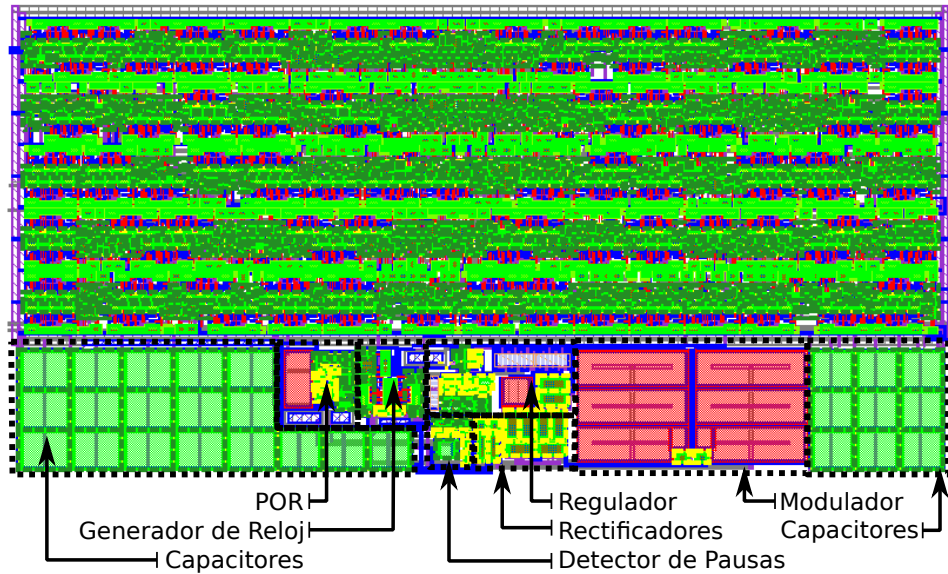 POR
Generador de Reloj
Capacitores
Regulador
Rectificadores
Detector de Pausas
Modulador
Capacitores